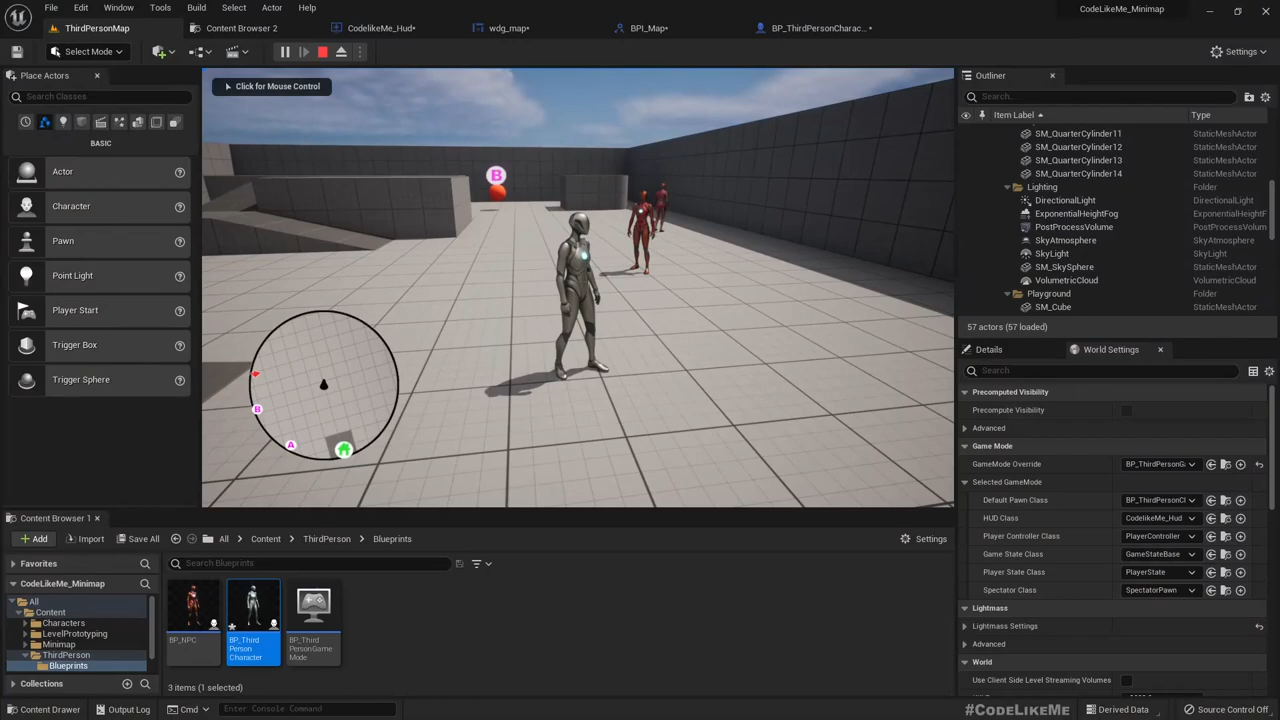 File
Edit
Window
Tools
Build
Select
Actor
Help
CodeLikeMe_Minimap
ThirdPersonMap
Content Browser 2
CodelikeMe_Hud*
wdg_map*
BPI_Map*
BP_ThirdPersonCharac...*
Select Mode
Settings
Place Actors
Search Classes
BASIC
Actor
Character
Pawn
Point Light
Player Start
Trigger Box
Trigger Sphere
Click for Mouse Control
B
B
A
Outliner
Search...
Item Label
Type
SM_QuarterCylinder11 StaticMeshActor
SM_QuarterCylinder12 StaticMeshActor
SM_QuarterCylinder13 StaticMeshActor
SM_QuarterCylinder14 StaticMeshActor
Lighting Folder
DirectionalLight DirectionalLight
ExponentialHeightFog ExponentialHeightF
PostProcessVolume PostProcessVolum
SkyAtmosphere SkyAtmosphere
SkyLight SkyLight
SM_SkySphere StaticMeshActor
VolumetricCloud VolumetricCloud
Playground Folder
SM_Cube StaticMeshActor
57 actors (57 loaded)
Details
World Settings
Search
Precomputed Visibility
Precompute Visibility
Advanced
Game Mode
GameMode Override BP_ThirdPersonG
Selected GameMode
Default Pawn Class BP_ThirdPersonCl
HUD Class CodelikeMe_Hud
Player Controller Class PlayerController
Game State Class GameStateBase
Player State Class PlayerState
Spectator Class SpectatorPawn
Lightmass
Lightmass Settings
Advanced
World
Use Client Side Level Streaming Volumes
Content Browser 1
Add
Import
Save All
All
Content
ThirdPerson
Blueprints
Settings
Favorites
CodeLikeMe_Minimap
All
Content
Characters
LevelPrototyping
Minimap
ThirdPerson
Blueprints
Collections
Search Blueprints
BP_NPC
BP_Third
Person
Character
BP_Third
PersonGame
Mode
3 items (1 selected)
Content Drawer
Output Log
Cmd
Enter Console Command
#CODELIKEME
Derived Data
Source Control Off